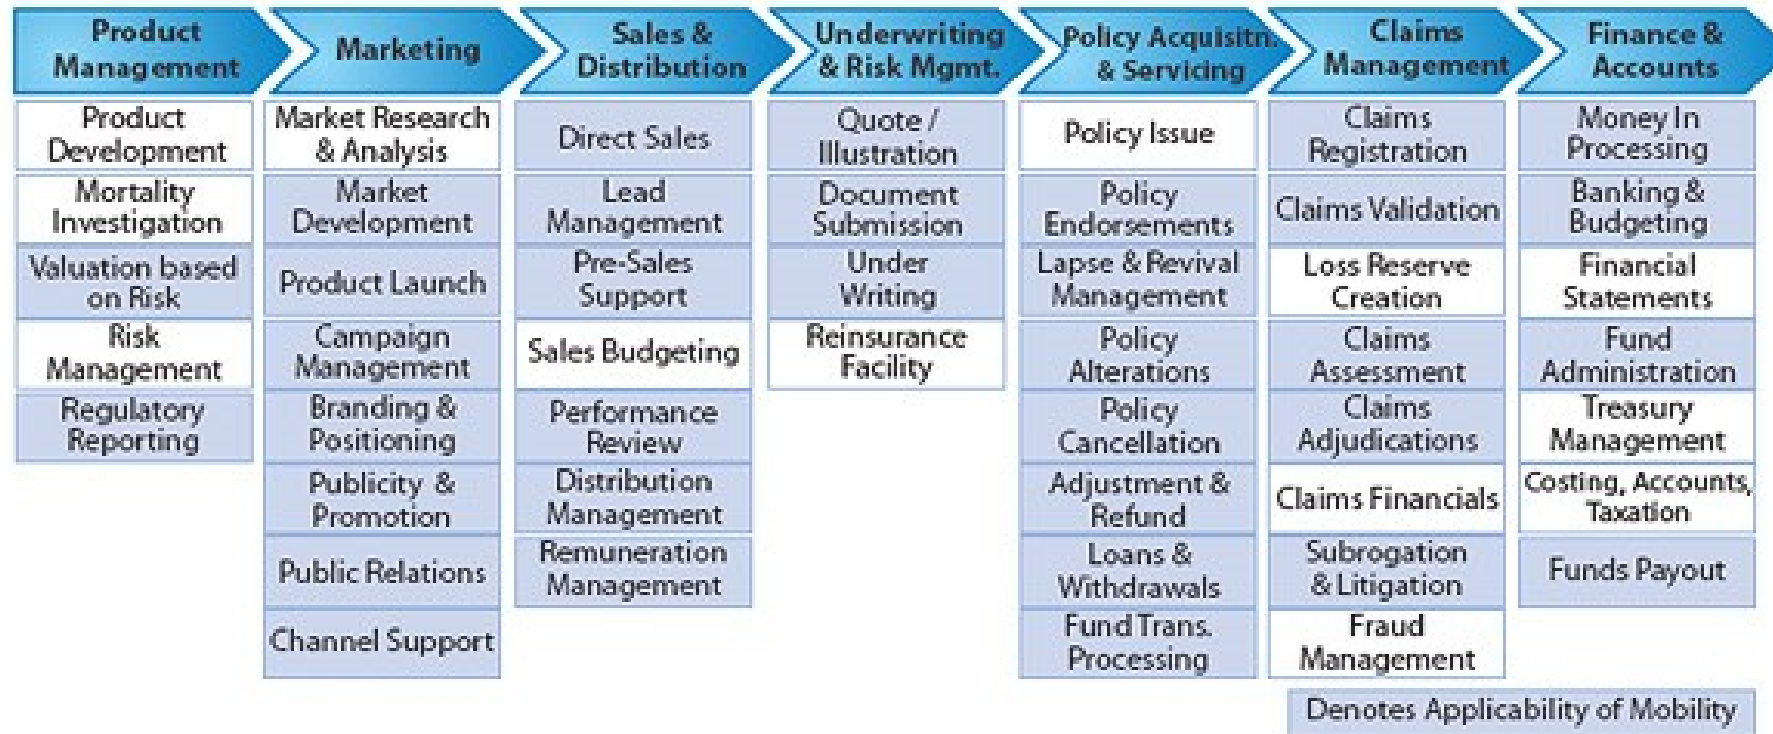 Product
Management
Marketing
Sales &
Distribution
Underwriting
& Risk Mgmt.
Policy Acquisitn.
& Servicing
Claims
Management
Finance &
Accounts
Product
Development
Mortality
Investigation
Valuation based
on Risk
Risk
Management
Regulatory
Reporting
Market Research
& Analysis
Market
Development
Product Launch
Campaign
Management
Branding &
Positioning
Publicity &
Promotion
Public Relations
Channel Support
Direct Sales
Lead
Management
Pre-Sales
Support
Sales Budgeting
Performance
Review
Distribution
Management
Remuneration
Management
Quote /
Illustration
Document
Submission
Under
Writing
Reinsurance
Facility
Policy Issue
Policy
Endorsements
Lapse & Revival
Management
Policy
Alterations
Policy
Cancellation
Adjustment &
Refund
Loans &
Withdrawals
Fund Trans.
Processing
Claims
Registration
Claims Validation
Loss Reserve
Creation
Claims
Assessment
Claims
Adjudications
Claims Financials
Subrogation
& Litigation
Fraud
Management
Money In
Processing
Banking &
Budgeting
Financial
Statements
Fund
Administration
Treasury
Management
Costing, Accounts,
Taxation
Funds Payout
Denotes Applicability of Mobility